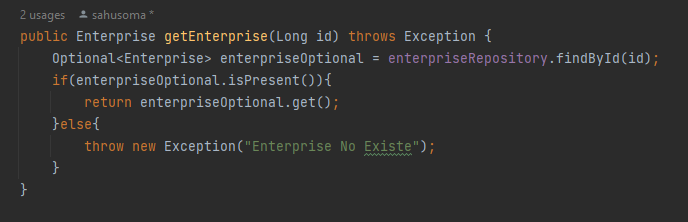 2 usages sahusoma *
public Enterprise getEnterprise(Long id) throws Exception {
    Optional<Enterprise> enterpriseOptional = enterpriseRepository.findById(id);
    if(enterpriseOptional.isPresent()){
        return enterpriseOptional.get();
    }else{
        throw new Exception("Enterprise No Existe");
    }
}